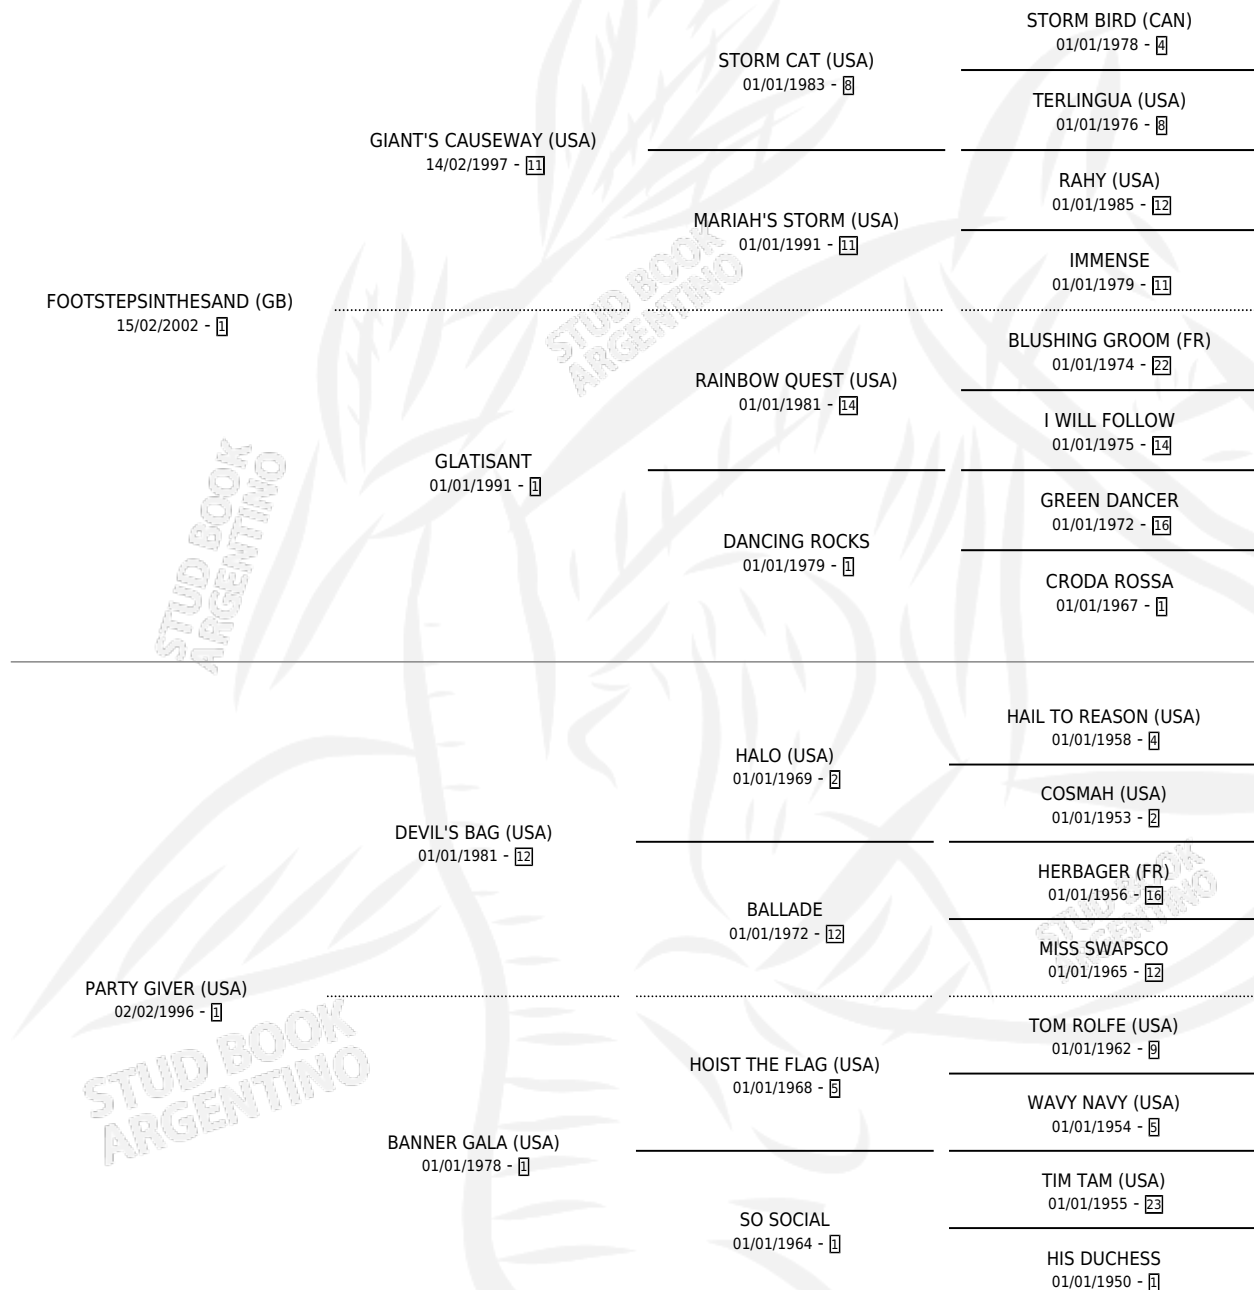 STORM BIRD (CAN)
01/01/1978 - 4
STORM CAT (USA)
01/01/1983 - 8
TERLINGUA (USA)
01/01/1976 - 8
GIANT'S CAUSEWAY (USA)
14/02/1997 - 11
RAHY (USA)
01/01/1985 - 12
MARIAH'S STORM (USA)
01/01/1991 - 11
IMMENSE
01/01/1979 - 11
FOOTSTEPSINTHESAND (GB)
15/02/2002 - 1
STUD BOOK
ARGENTINO
BLUSHING GROOM (FR)
01/01/1974 - 22
RAINBOW QUEST (USA)
01/01/1981 - 14
I WILL FOLLOW
01/01/1975 - 14
GLATISANT
01/01/1991 - 1
GREEN DANCER
01/01/1972 - 16
DANCING ROCKS
01/01/1979 - 1
CRODA ROSSA
01/01/1967 - 1
STUD BOOK
ARGENTINO
HAIL TO REASON (USA)
01/01/1958 - 4
HALO (USA)
01/01/1969 - 2
COSMAH (USA)
01/01/1953 - 2
DEVIL'S BAG (USA)
01/01/1981 - 12
HERBAGER (FR)
01/01/1956 - 16
BALLADE
01/01/1972 - 12
STUD BOOK
ARGENTINO
MISS SWAPSCO
01/01/1965 - 12
PARTY GIVER (USA)
02/02/1996 - 1
TOM ROLFE (USA)
01/01/1962 - 9
HOIST THE FLAG (USA)
01/01/1968 - 5
STUD BOOK
ARGENTINO
WAVY NAVY (USA)
01/01/1954 - 5
BANNER GALA (USA)
01/01/1978 - 1
TIM TAM (USA)
01/01/1955 - 23
SO SOCIAL
01/01/1964 - 1
HIS DUCHESS
01/01/1950 - 1